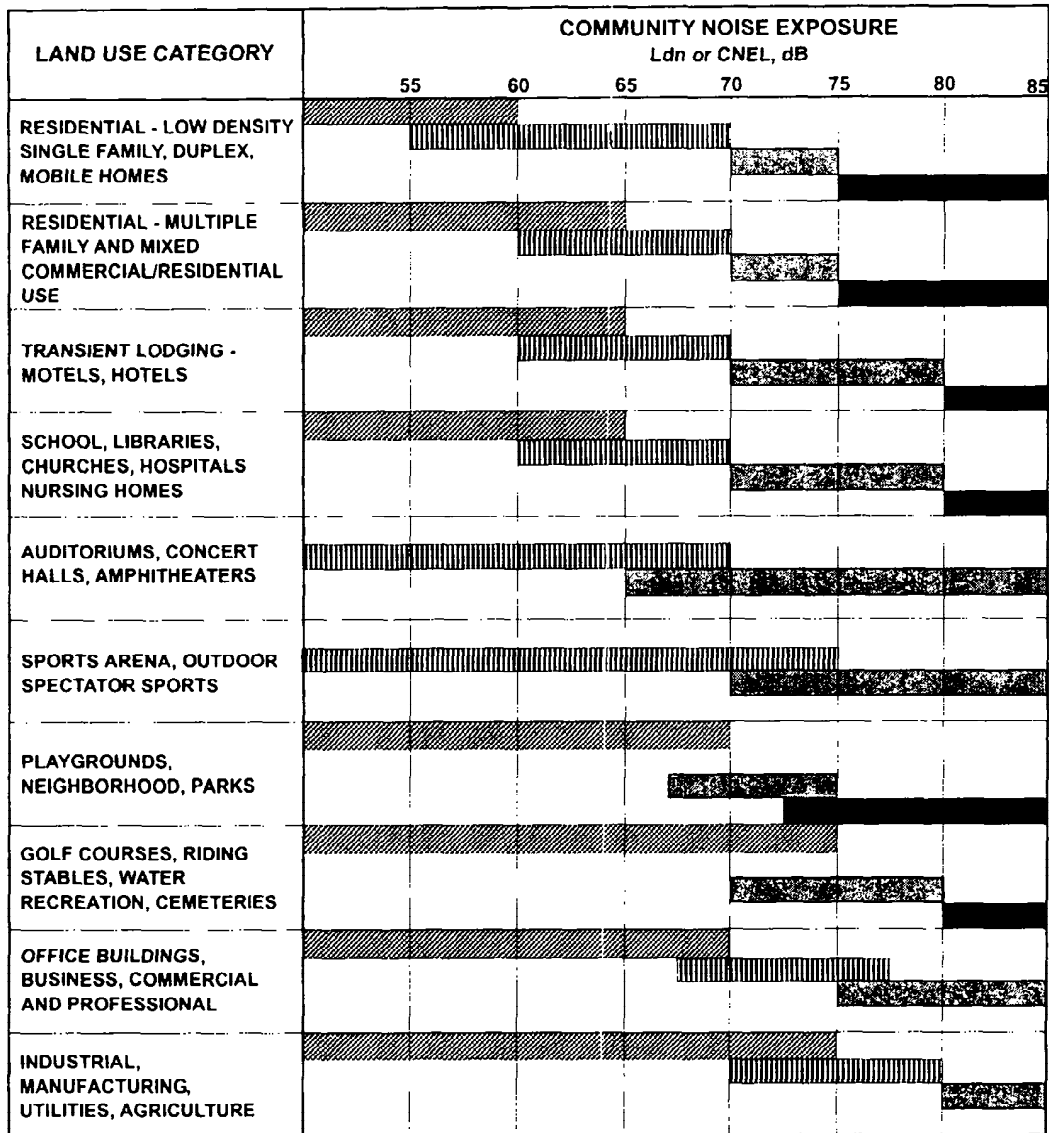 LAND USE CATEGORY
COMMUNITY NOISE EXPOSURE
Ldn or CNEL, dB
55 60 65 70 75 80 85
RESIDENTIAL - LOW DENSITY
SINGLE FAMILY, DUPLEX,
MOBILE HOMES
RESIDENTIAL - MULTIPLE
FAMILY AND MIXED
COMMERCIAL/RESIDENTIAL
USE
TRANSIENT LODGING -
MOTELS, HOTELS
SCHOOL, LIBRARIES,
CHURCHES, HOSPITALS
NURSING HOMES
AUDITORIUMS, CONCERT
HALLS, AMPHITHEATERS
SPORTS ARENA, OUTDOOR
SPECTATOR SPORTS
PLAYGROUNDS,
NEIGHBORHOOD, PARKS
GOLF COURSES, RIDING
STABLES, WATER
RECREATION, CEMETERIES
OFFICE BUILDINGS,
BUSINESS, COMMERCIAL
AND PROFESSIONAL
INDUSTRIAL,
MANUFACTURING,
UTILITIES, AGRICULTURE